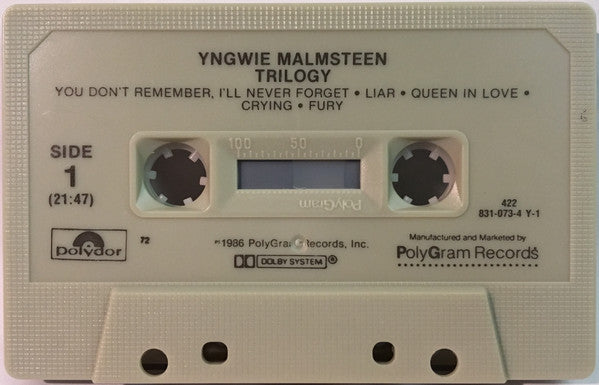 YNGWIE MALMSTEEN
TRILOGY
YOU DON'T REMEMBER, I'LL NEVER FORGET • LIAR • QUEEN IN LOVE •
CRYING • FURY
SIDE
1
(21:47)
100 50 0
PolyGram
422
831-073-4 Y-1
polydor
72
℗1986 PolyGram Records, Inc.
DOLBY SYSTEM®
Manufactured and Marketed by
PolyGram Records